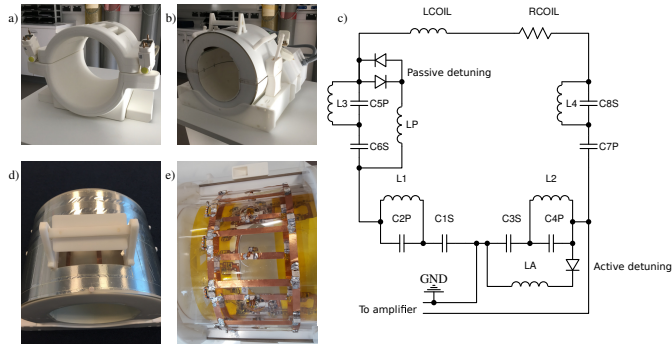 a)
b)
c)
LCOIL
RCOIL
Passive detuning
L3
C5P
LP
C6S
L4
C8S
C7P
L1
L2
C2P
C1S
C3S
C4P
LA
Active detuning
GND
To amplifier
d)
e)